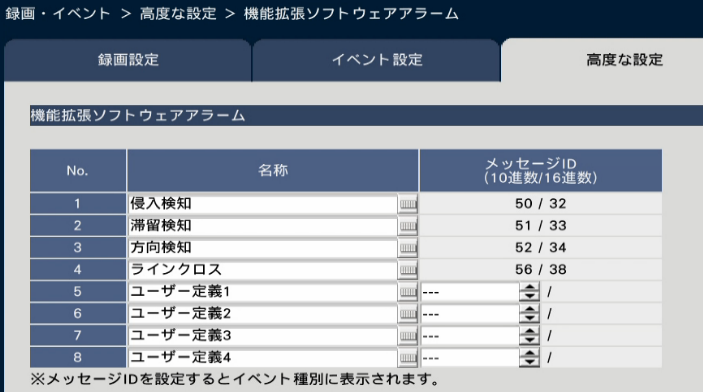 録画・イベント > 高度な設定 > 機能拡張ソフトウェアアラーム
録画設定 イベント設定 高度な設定
機能拡張ソフトウェアアラーム
No. 名称 メッセージID
(10進数/16進数)
1 侵入検知 50 / 32
2 滞留検知 51 / 33
3 方向検知 52 / 34
4 ラインクロス 56 / 38
5 ユーザー定義1 --- /
6 ユーザー定義2 --- /
7 ユーザー定義3 --- /
8 ユーザー定義4 --- /
※メッセージIDを設定するとイベント種別に表示されます。